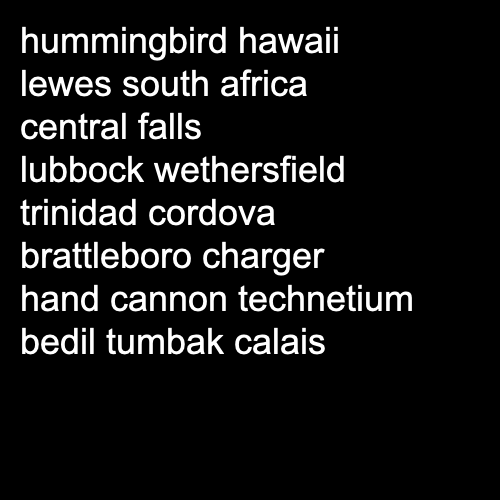 hummingbird hawaii
lewes south africa
central falls
lubbock wethersfield
trinidad cordova
brattleboro charger
hand cannon technetium
bedil tumbak calais